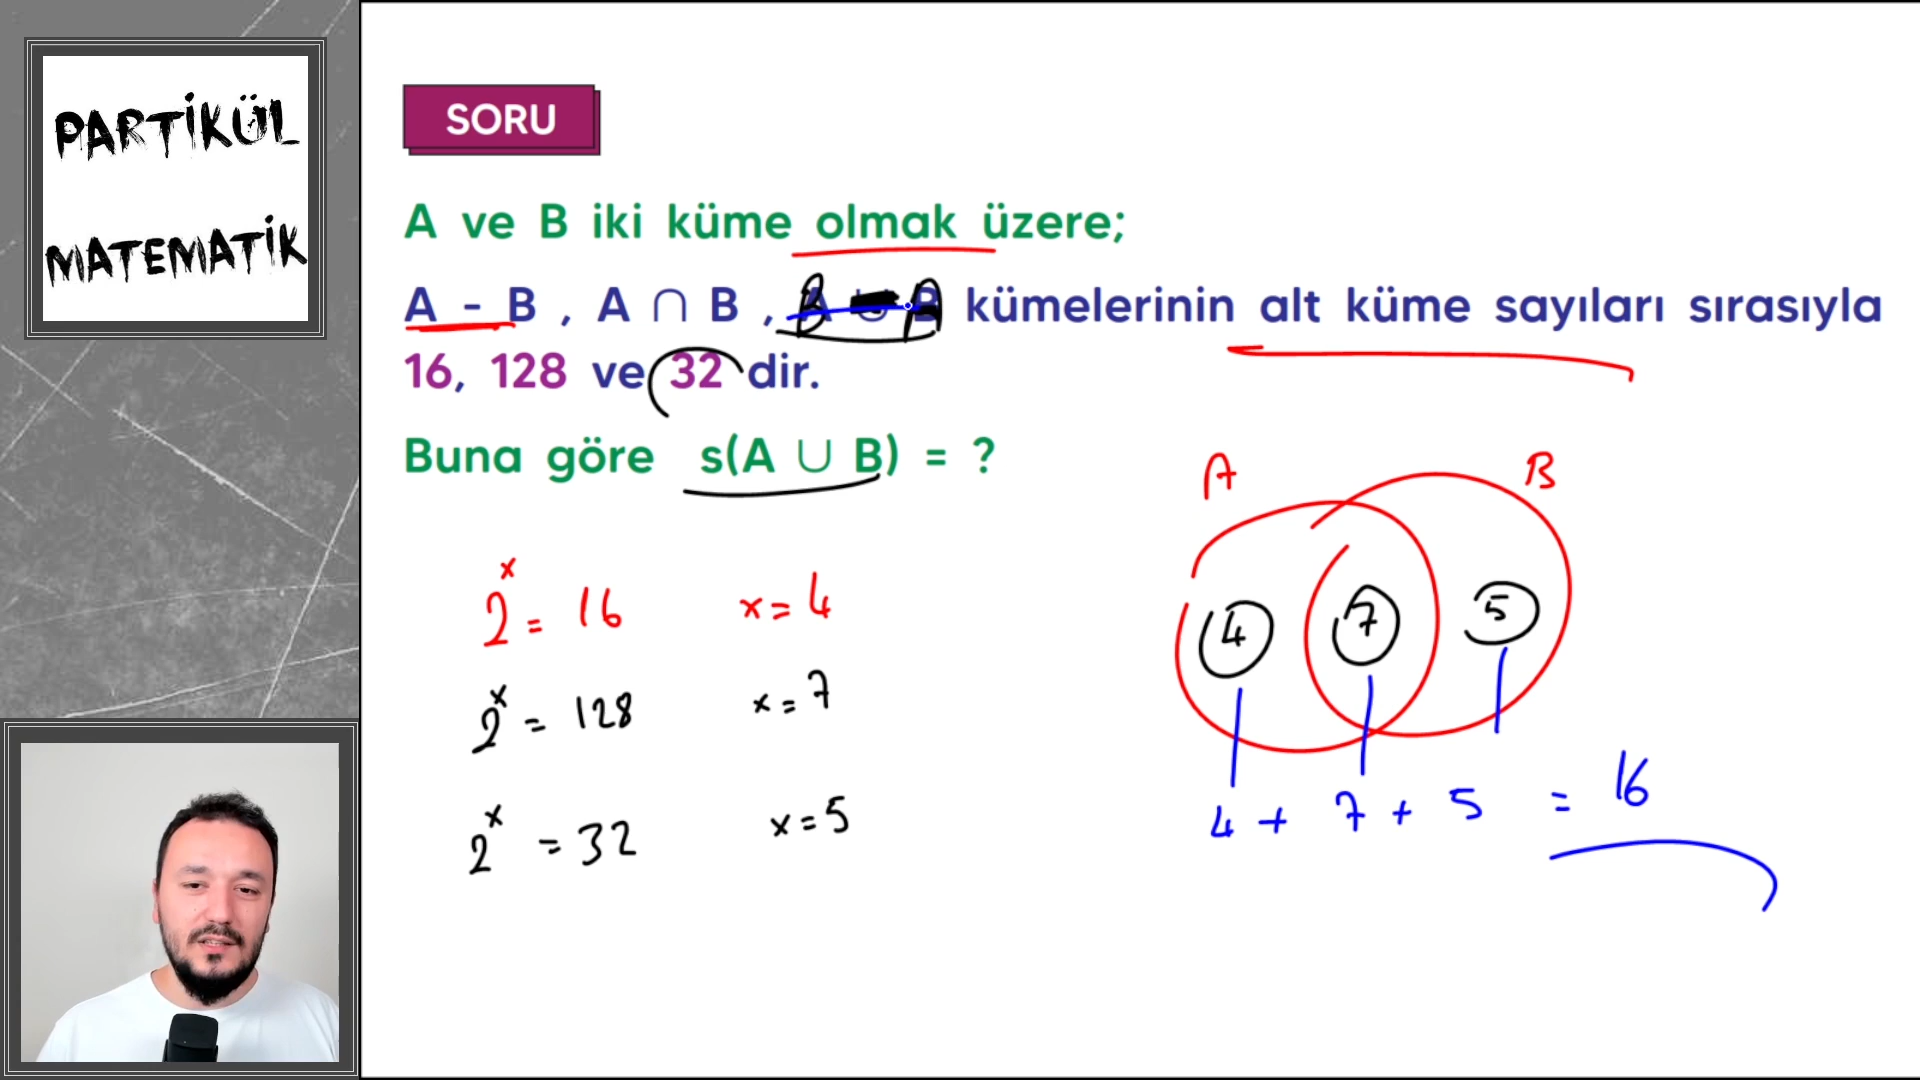 PARTİKÜL
MATEMATİK
SORU
A ve B iki küme olmak üzere;
A - B , A ∩ B , B - A kümelerinin alt küme sayıları sırasıyla
16, 128 ve 32 dir.
Buna göre s(A ∪ B) = ?
2^x = 16 x = 4
2^x = 128 x = 7
2^x = 32 x = 5
A B
4 7 5
4 + 7 + 5 = 16